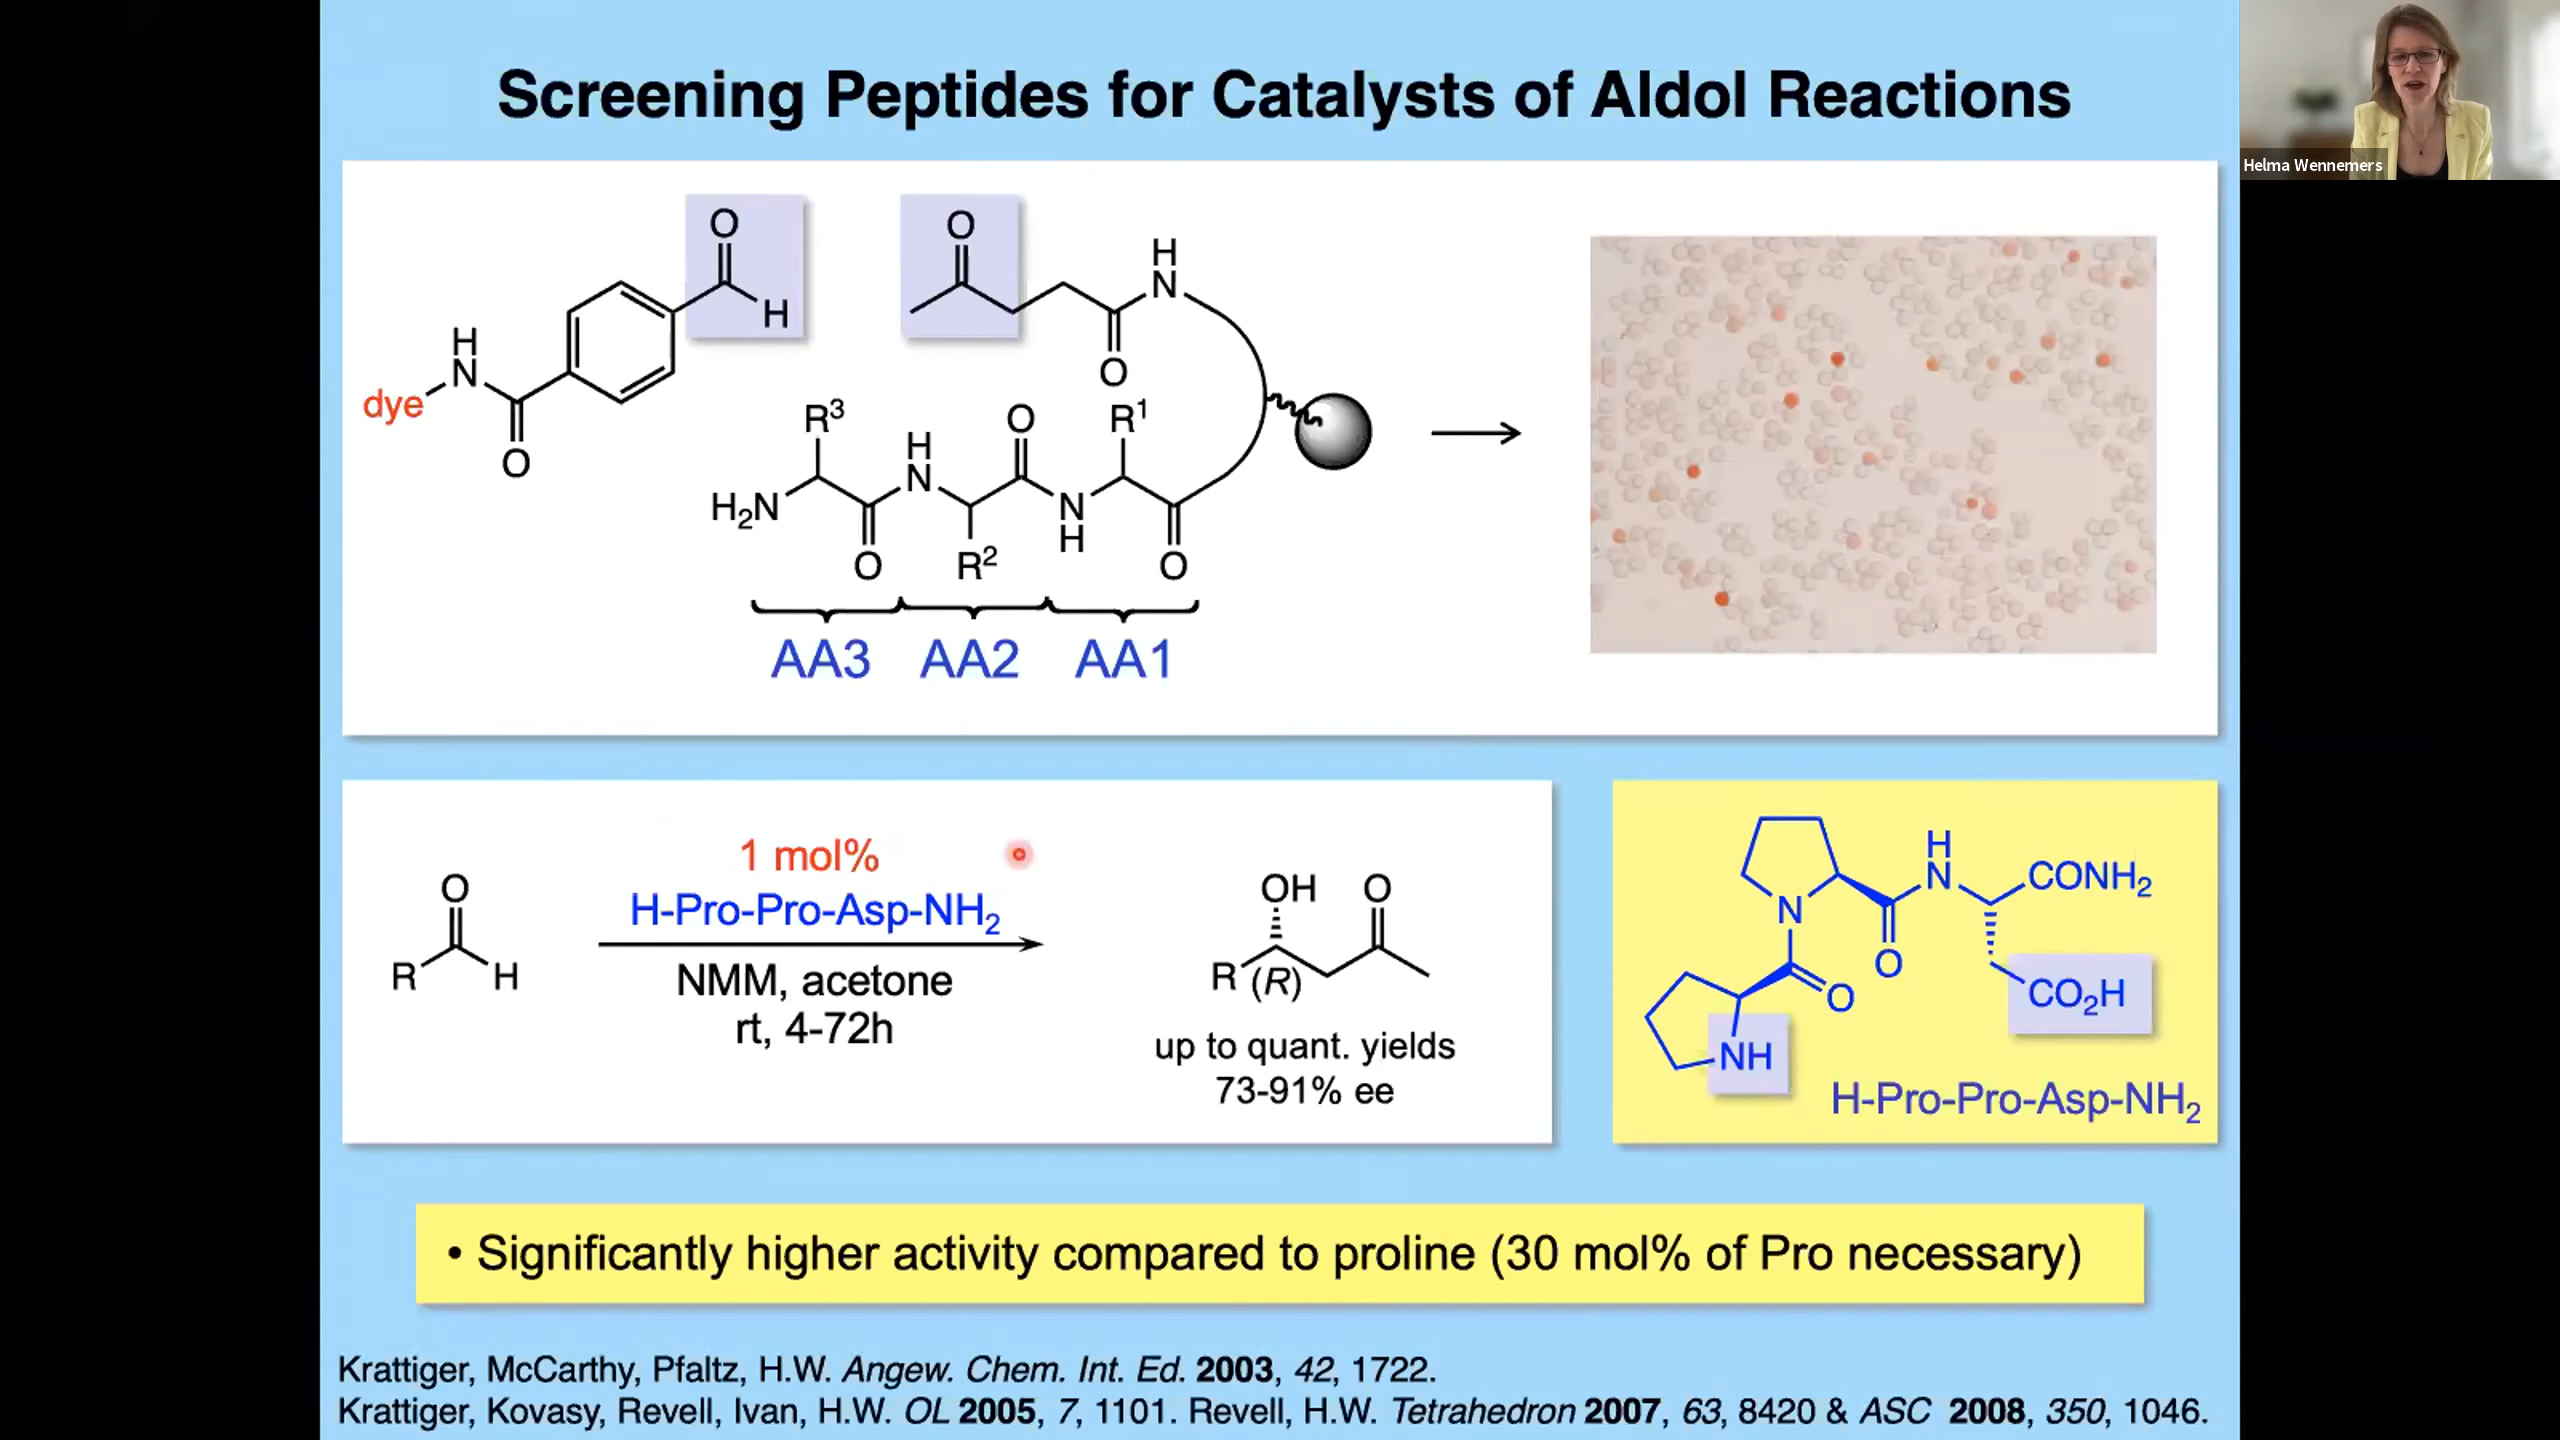 Screening Peptides for Catalysts of Aldol Reactions
Helma Wennemers
O
H
H
N
dye
O
O
H
N
O
R³
H
N
O
R¹
H₂N
O
R²
N
H
O
AA3 AA2 AA1
O
R
H
1 mol%
H-Pro-Pro-Asp-NH₂
NMM, acetone
rt, 4-72h
OH O
R (R)
up to quant. yields
73-91% ee
H
N
CONH₂
N
O
O
CO₂H
NH
H-Pro-Pro-Asp-NH₂
• Significantly higher activity compared to proline (30 mol% of Pro necessary)
Krattiger, McCarthy, Pfaltz, H.W. Angew. Chem. Int. Ed. 2003, 42, 1722.
Krattiger, Kovasy, Revell, Ivan, H.W. OL 2005, 7, 1101. Revell, H.W. Tetrahedron 2007, 63, 8420 & ASC 2008, 350, 1046.